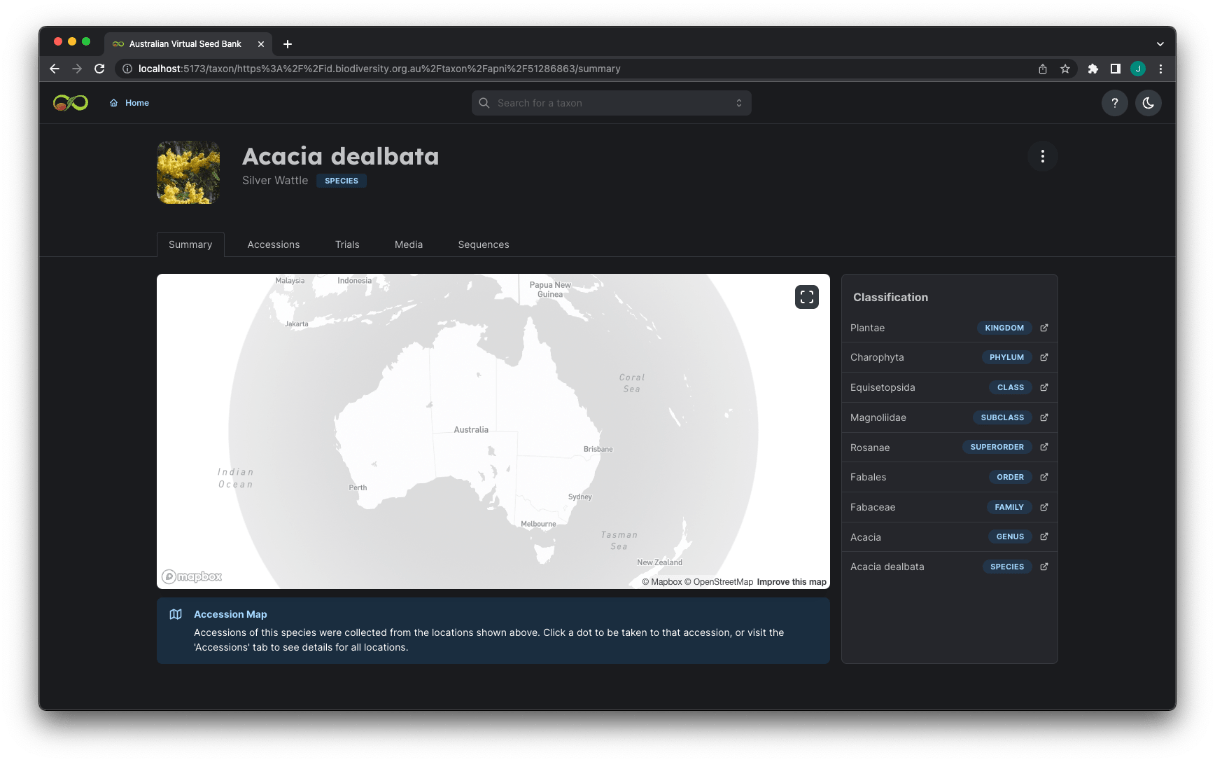 Australian Virtual Seed Bank
localhost:5173/taxon/https%3A%2F%2Fid.biodiversity.org.au%2Ftaxon%2Fapni%2F51286863/summary
J
Home
Search for a taxon
?
Acacia dealbata
Silver Wattle SPECIES
Summary Accessions Trials Media Sequences
Malaysia
Indonesia
Papua New
Guinea
Jakarta
Coral
Sea
Australia
Brisbane
Indian
Ocean
Perth
Sydney
Melbourne
Tasman
Sea
New Zealand
mapbox
© Mapbox © OpenStreetMap Improve this map
Accession Map
Accessions of this species were collected from the locations shown above. Click a dot to be taken to that accession, or visit the
'Accessions' tab to see details for all locations.
Classification
Plantae KINGDOM
Charophyta PHYLUM
Equisetopsida CLASS
Magnoliidae SUBCLASS
Rosanae SUPERORDER
Fabales ORDER
Fabaceae FAMILY
Acacia GENUS
Acacia dealbata SPECIES